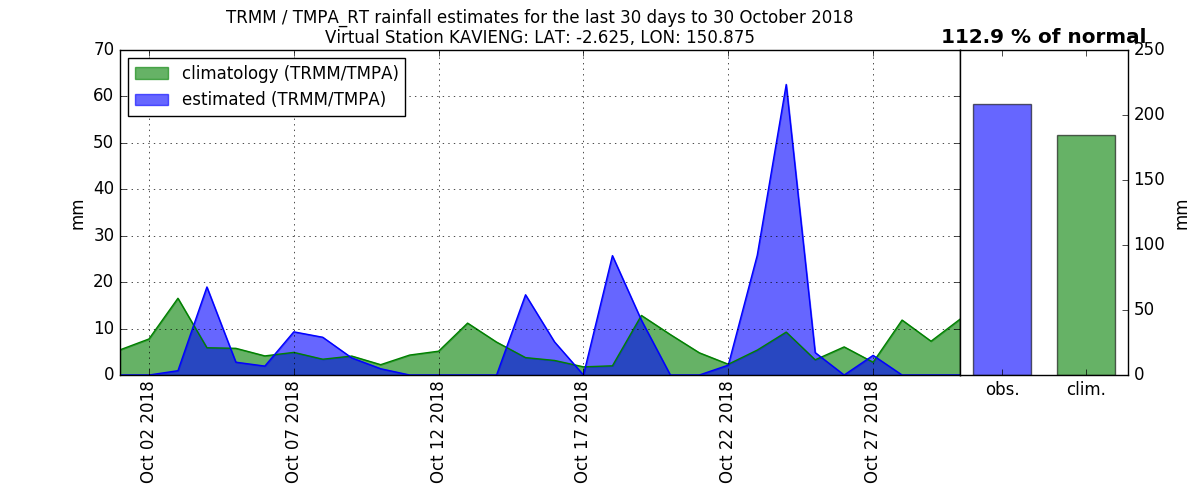 TRMM / TMPA_RT rainfall estimates for the last 30 days to 30 October 2018
Virtual Station KAVIENG: LAT: -2.625, LON: 150.875
112.9 % of normal
climatology (TRMM/TMPA)
estimated (TRMM/TMPA)
70
60
50
40
30
20
10
0
mm
Oct 02 2018
Oct 07 2018
Oct 12 2018
Oct 17 2018
Oct 22 2018
Oct 27 2018
obs.
clim.
250
200
150
100
50
0
mm